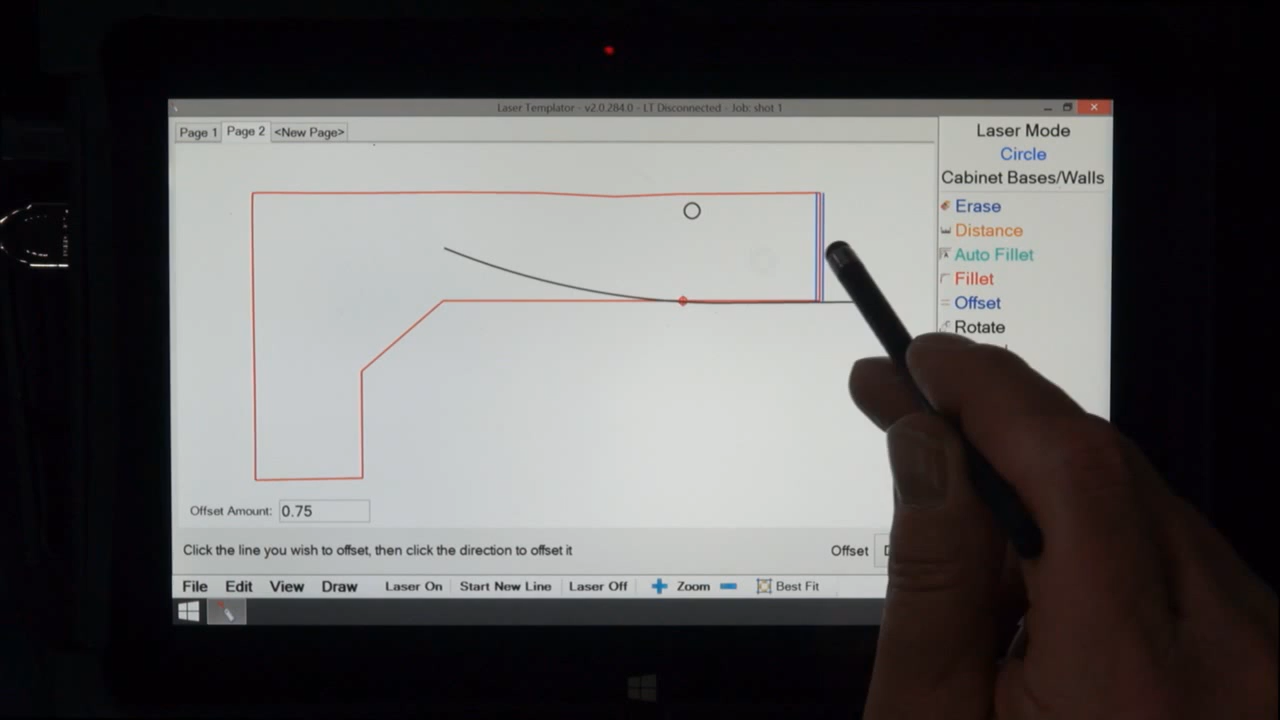 Laser Templator - v2.0.284.0 - LT Disconnected - Job: shot 1
Page 1 Page 2 <New Page>
Laser Mode
Circle
Cabinet Bases/Walls
Erase
Distance
Auto Fillet
Fillet
Offset
Rotate
Offset Amount: 0.75
Click the line you wish to offset, then click the direction to offset it Offset
File Edit View Draw Laser On Start New Line Laser Off Zoom Best Fit